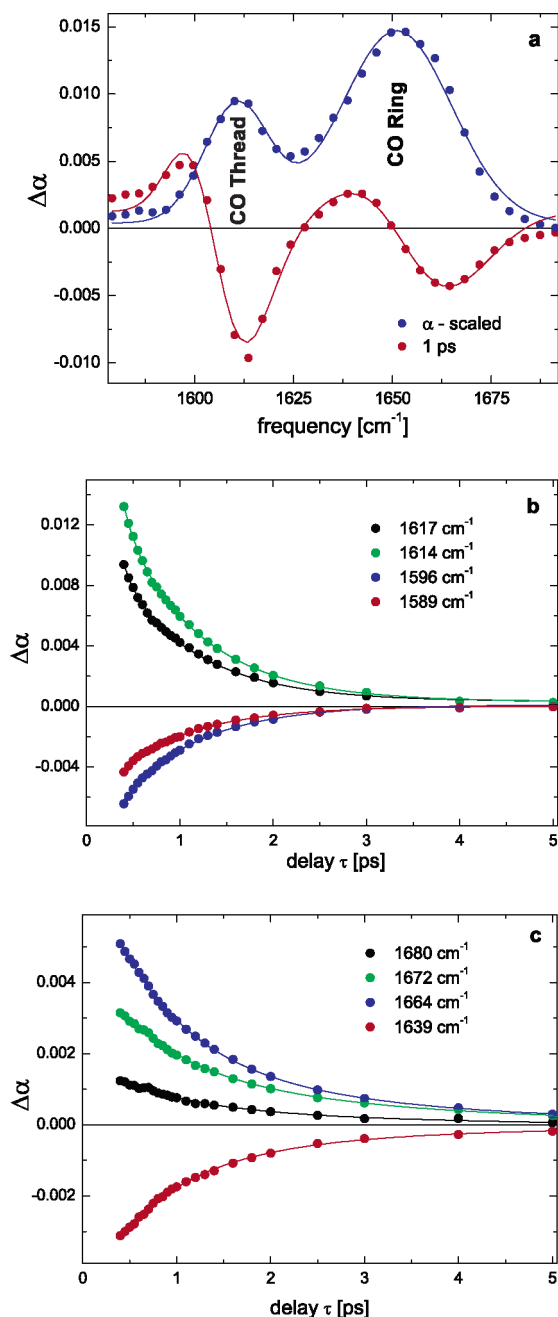 a
0.015
0.010
0.005
0.000
-0.005
-0.010
Δα
CO Thread
CO Ring
α - scaled
1 ps
1600 1625 1650 1675
frequency [cm⁻¹]
b
0.012
0.008
0.004
0.000
-0.004
Δα
1617 cm⁻¹
1614 cm⁻¹
1596 cm⁻¹
1589 cm⁻¹
0 1 2 3 4 5
delay τ [ps]
c
0.004
0.002
0.000
-0.002
Δα
1680 cm⁻¹
1672 cm⁻¹
1664 cm⁻¹
1639 cm⁻¹
0 1 2 3 4 5
delay τ [ps]